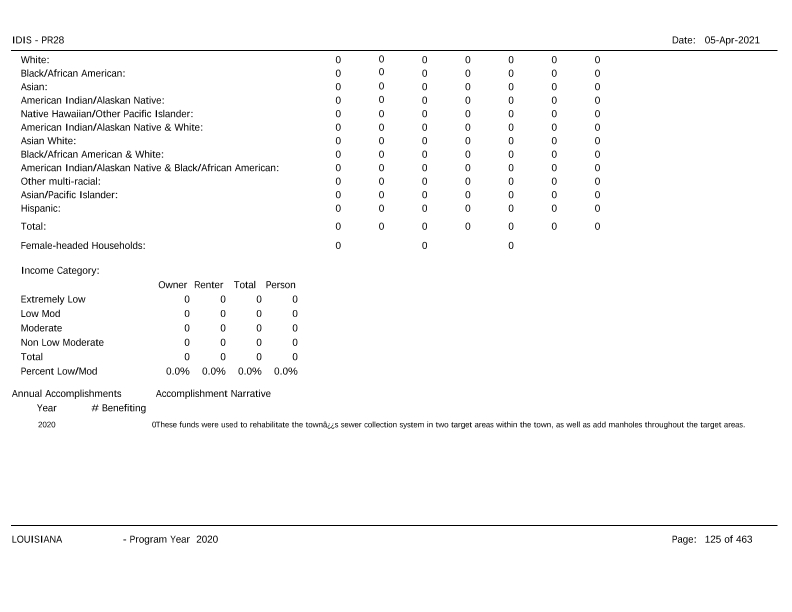 IDIS - PR28 Date: 05-Apr-2021
White: 0 0 0 0 0 0 0
Black/African American: 0 0 0 0 0 0 0
Asian: 0 0 0 0 0 0 0
American Indian/Alaskan Native: 0 0 0 0 0 0 0
Native Hawaiian/Other Pacific Islander: 0 0 0 0 0 0 0
American Indian/Alaskan Native & White: 0 0 0 0 0 0 0
Asian White: 0 0 0 0 0 0 0
Black/African American & White: 0 0 0 0 0 0 0
American Indian/Alaskan Native & Black/African American: 0 0 0 0 0 0 0
Other multi-racial: 0 0 0 0 0 0 0
Asian/Pacific Islander: 0 0 0 0 0 0 0
Hispanic: 0 0 0 0 0 0 0
Total: 0 0 0 0 0 0 0
Female-headed Households: 0 0 0
Income Category:
Owner Renter Total Person
Extremely Low 0 0 0 0
Low Mod 0 0 0 0
Moderate 0 0 0 0
Non Low Moderate 0 0 0 0
Total 0 0 0 0
Percent Low/Mod 0.0% 0.0% 0.0% 0.0%
Annual Accomplishments Accomplishment Narrative
Year # Benefiting
2020 0These funds were used to rehabilitate the townâ¿¿s sewer collection system in two target areas within the town, as well as add manholes throughout the target areas.
LOUISIANA - Program Year 2020 Page: 125 of 463